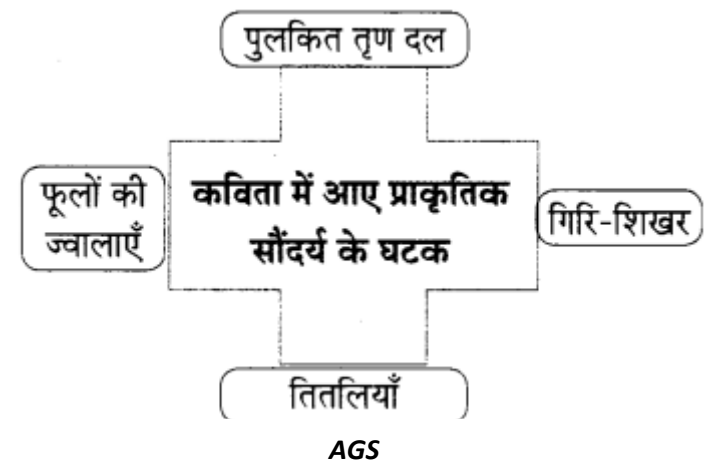 पुलकित तृण दल
फूलों की
ज्वालाएँ
कविता में आए प्राकृतिक
सौंदर्य के घटक
गिरि-शिखर
तितलियाँ
AGS